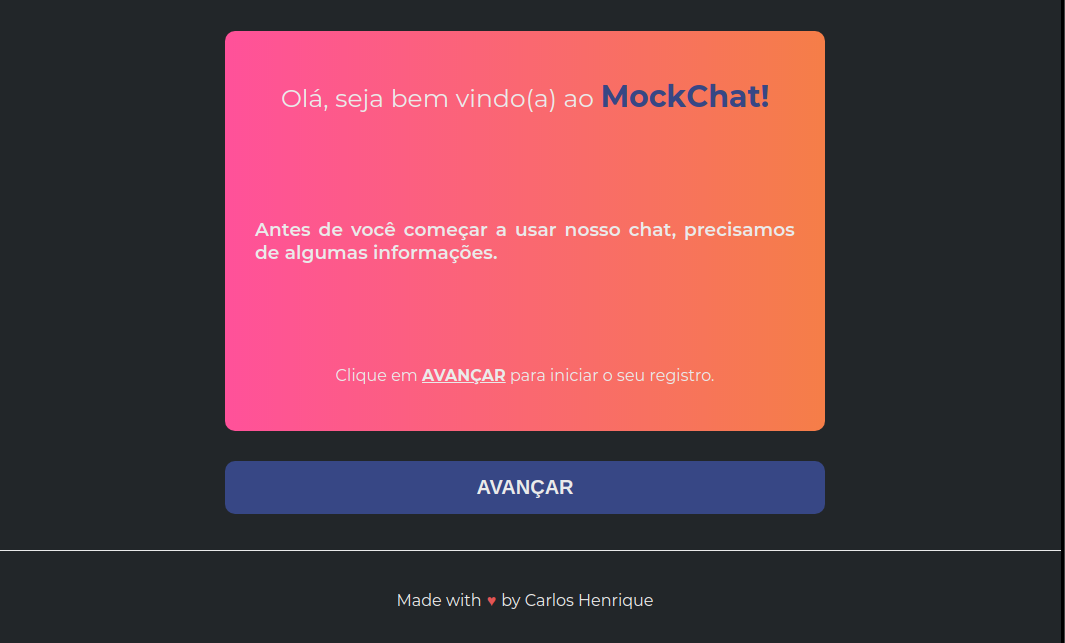 Olá, seja bem vindo(a) ao MockChat!
Antes de você começar a usar nosso chat, precisamos
de algumas informações.
Clique em AVANÇAR para iniciar o seu registro.
AVANÇAR
Made with ♥ by Carlos Henrique